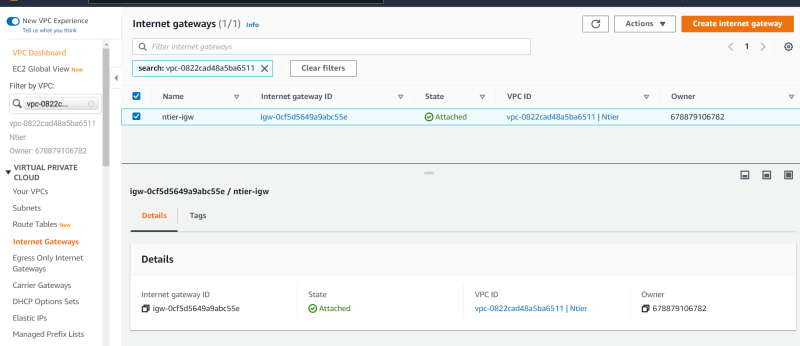 New VPC Experience
Tell us what you think
VPC Dashboard
EC2 Global View New
Filter by VPC:
vpc-0822c...
vpc-0822cad48a5ba6511
Ntier
Owner: 678879106782
VIRTUAL PRIVATE
CLOUD
Your VPCs
Subnets
Route Tables New
Internet Gateways
Egress Only Internet
Gateways
Carrier Gateways
DHCP Option Sets
Elastic IPs
Managed Prefix Lists
Internet gateways (1/1) Info
Actions
Create internet gateway
Filter internet gateways
1
search: vpc-0822cad48a5ba6511
Clear filters
Name Internet gateway ID State VPC ID Owner
ntier-igw igw-0cf5d5649a9abc55e Attached vpc-0822cad48a5ba6511 | Ntier 678879106782
igw-0cf5d5649a9abc55e / ntier-igw
Details Tags
Details
Internet gateway ID State VPC ID Owner
igw-0cf5d5649a9abc55e Attached vpc-0822cad48a5ba6511 | Ntier 678879106782